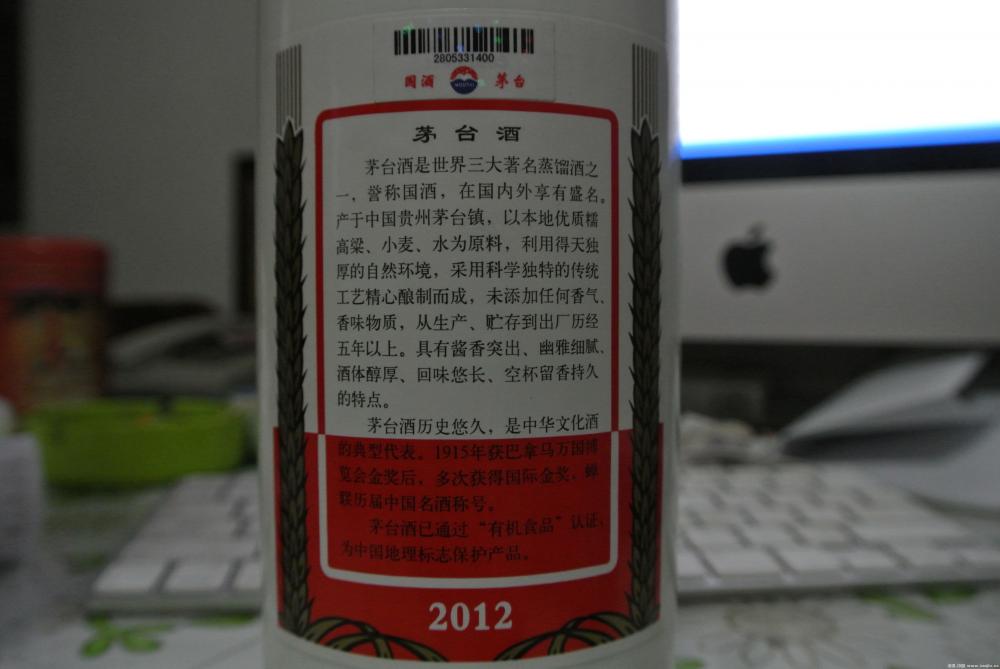 2805331400
国酒 MOUTAI 茅台
茅台酒
茅台酒是世界三大著名蒸馏酒之
一，誉称国酒，在国内外享有盛名。
产于中国贵州茅台镇，以本地优质糯
高粱、小麦、水为原料，利用得天独
厚的自然环境，采用科学独特的传统
工艺精心酿制而成，未添加任何香气、
香味物质，从生产、贮存到出厂历经
五年以上。具有酱香突出、幽雅细腻、
酒体醇厚、回味悠长、空杯留香持久
的特点。
茅台酒历史悠久，是中华文化酒
的典型代表。1915年获巴拿马万国博
览会金奖后，多次获得国际金奖，蝉
联历届中国名酒称号。
茅台酒已通过“有机食品”认证，
为中国地理标志保护产品。
2012